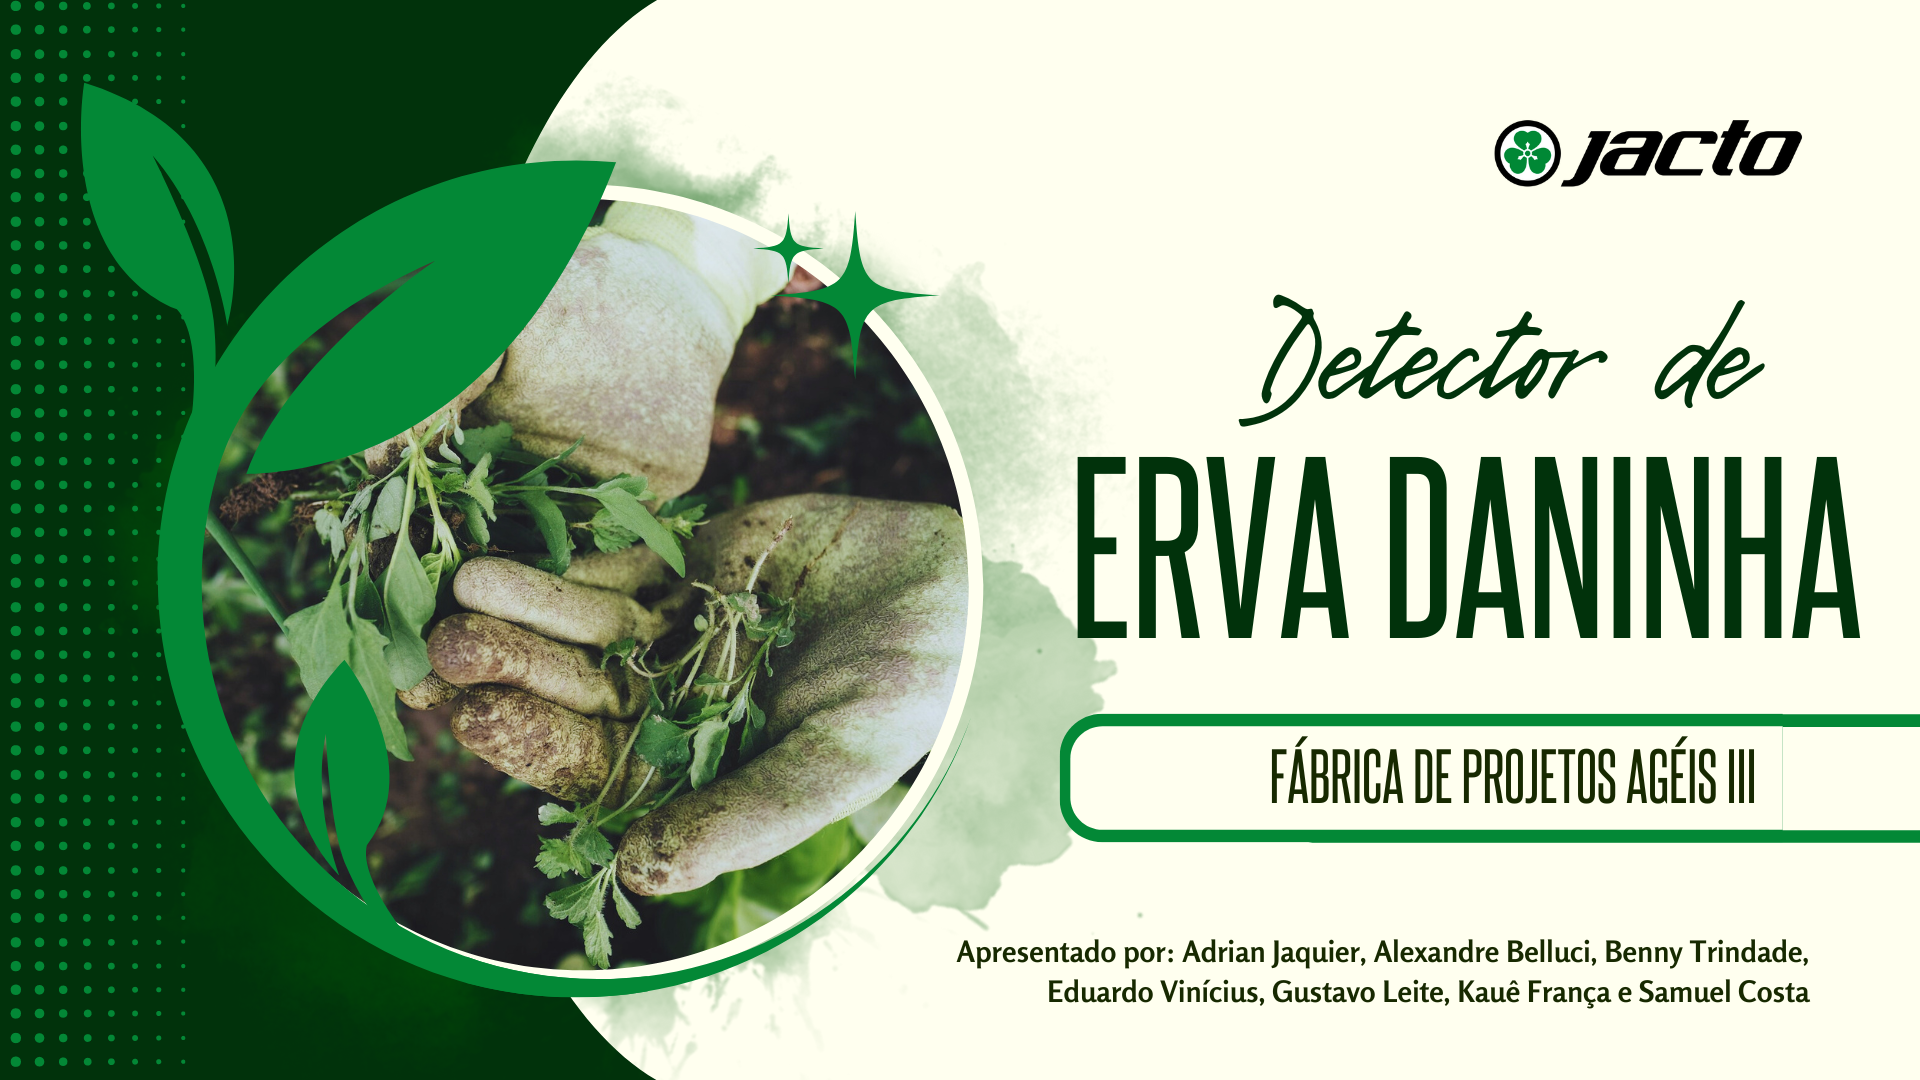 jacto
Detector de
ERVA DANINHA
FÁBRICA DE PROJETOS AGÉIS III
Apresentado por: Adrian Jaquier, Alexandre Belluci, Benny Trindade,
Eduardo Vinícius, Gustavo Leite, Kauê França e Samuel Costa